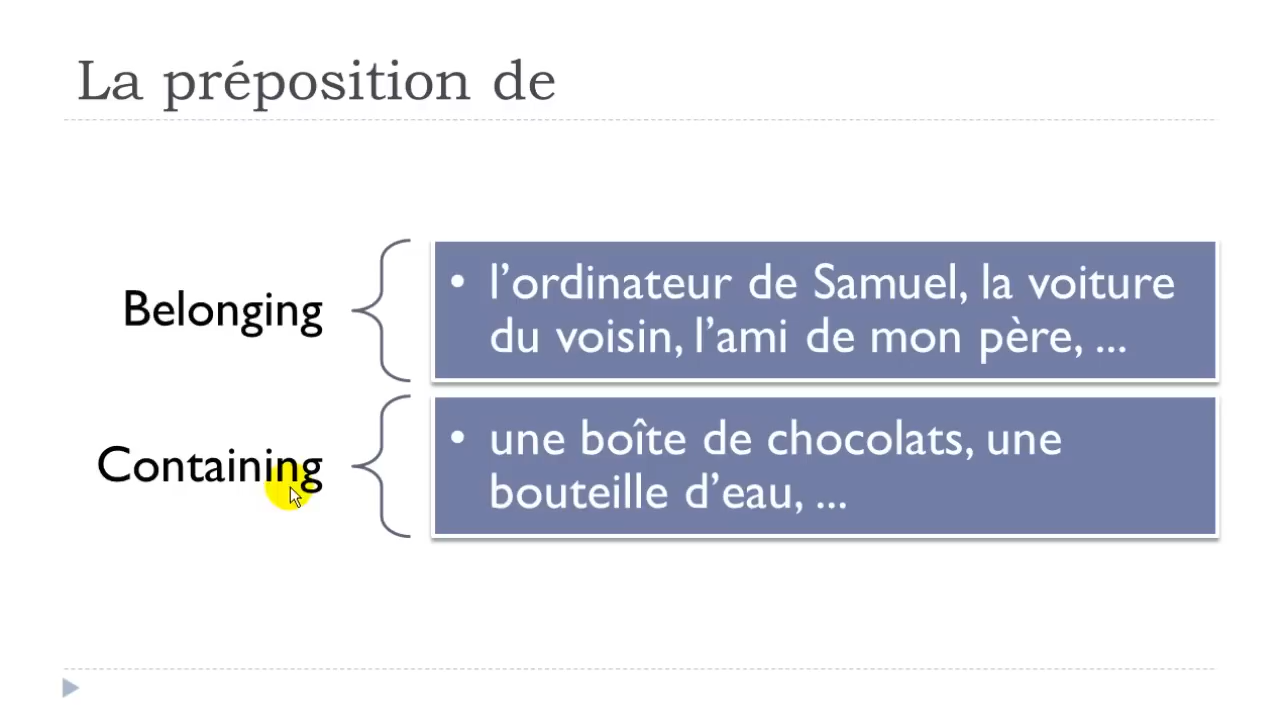 La préposition de
Belonging
• l’ordinateur de Samuel, la voiture
du voisin, l’ami de mon père, ...
Containing
• une boîte de chocolats, une
bouteille d’eau, ...